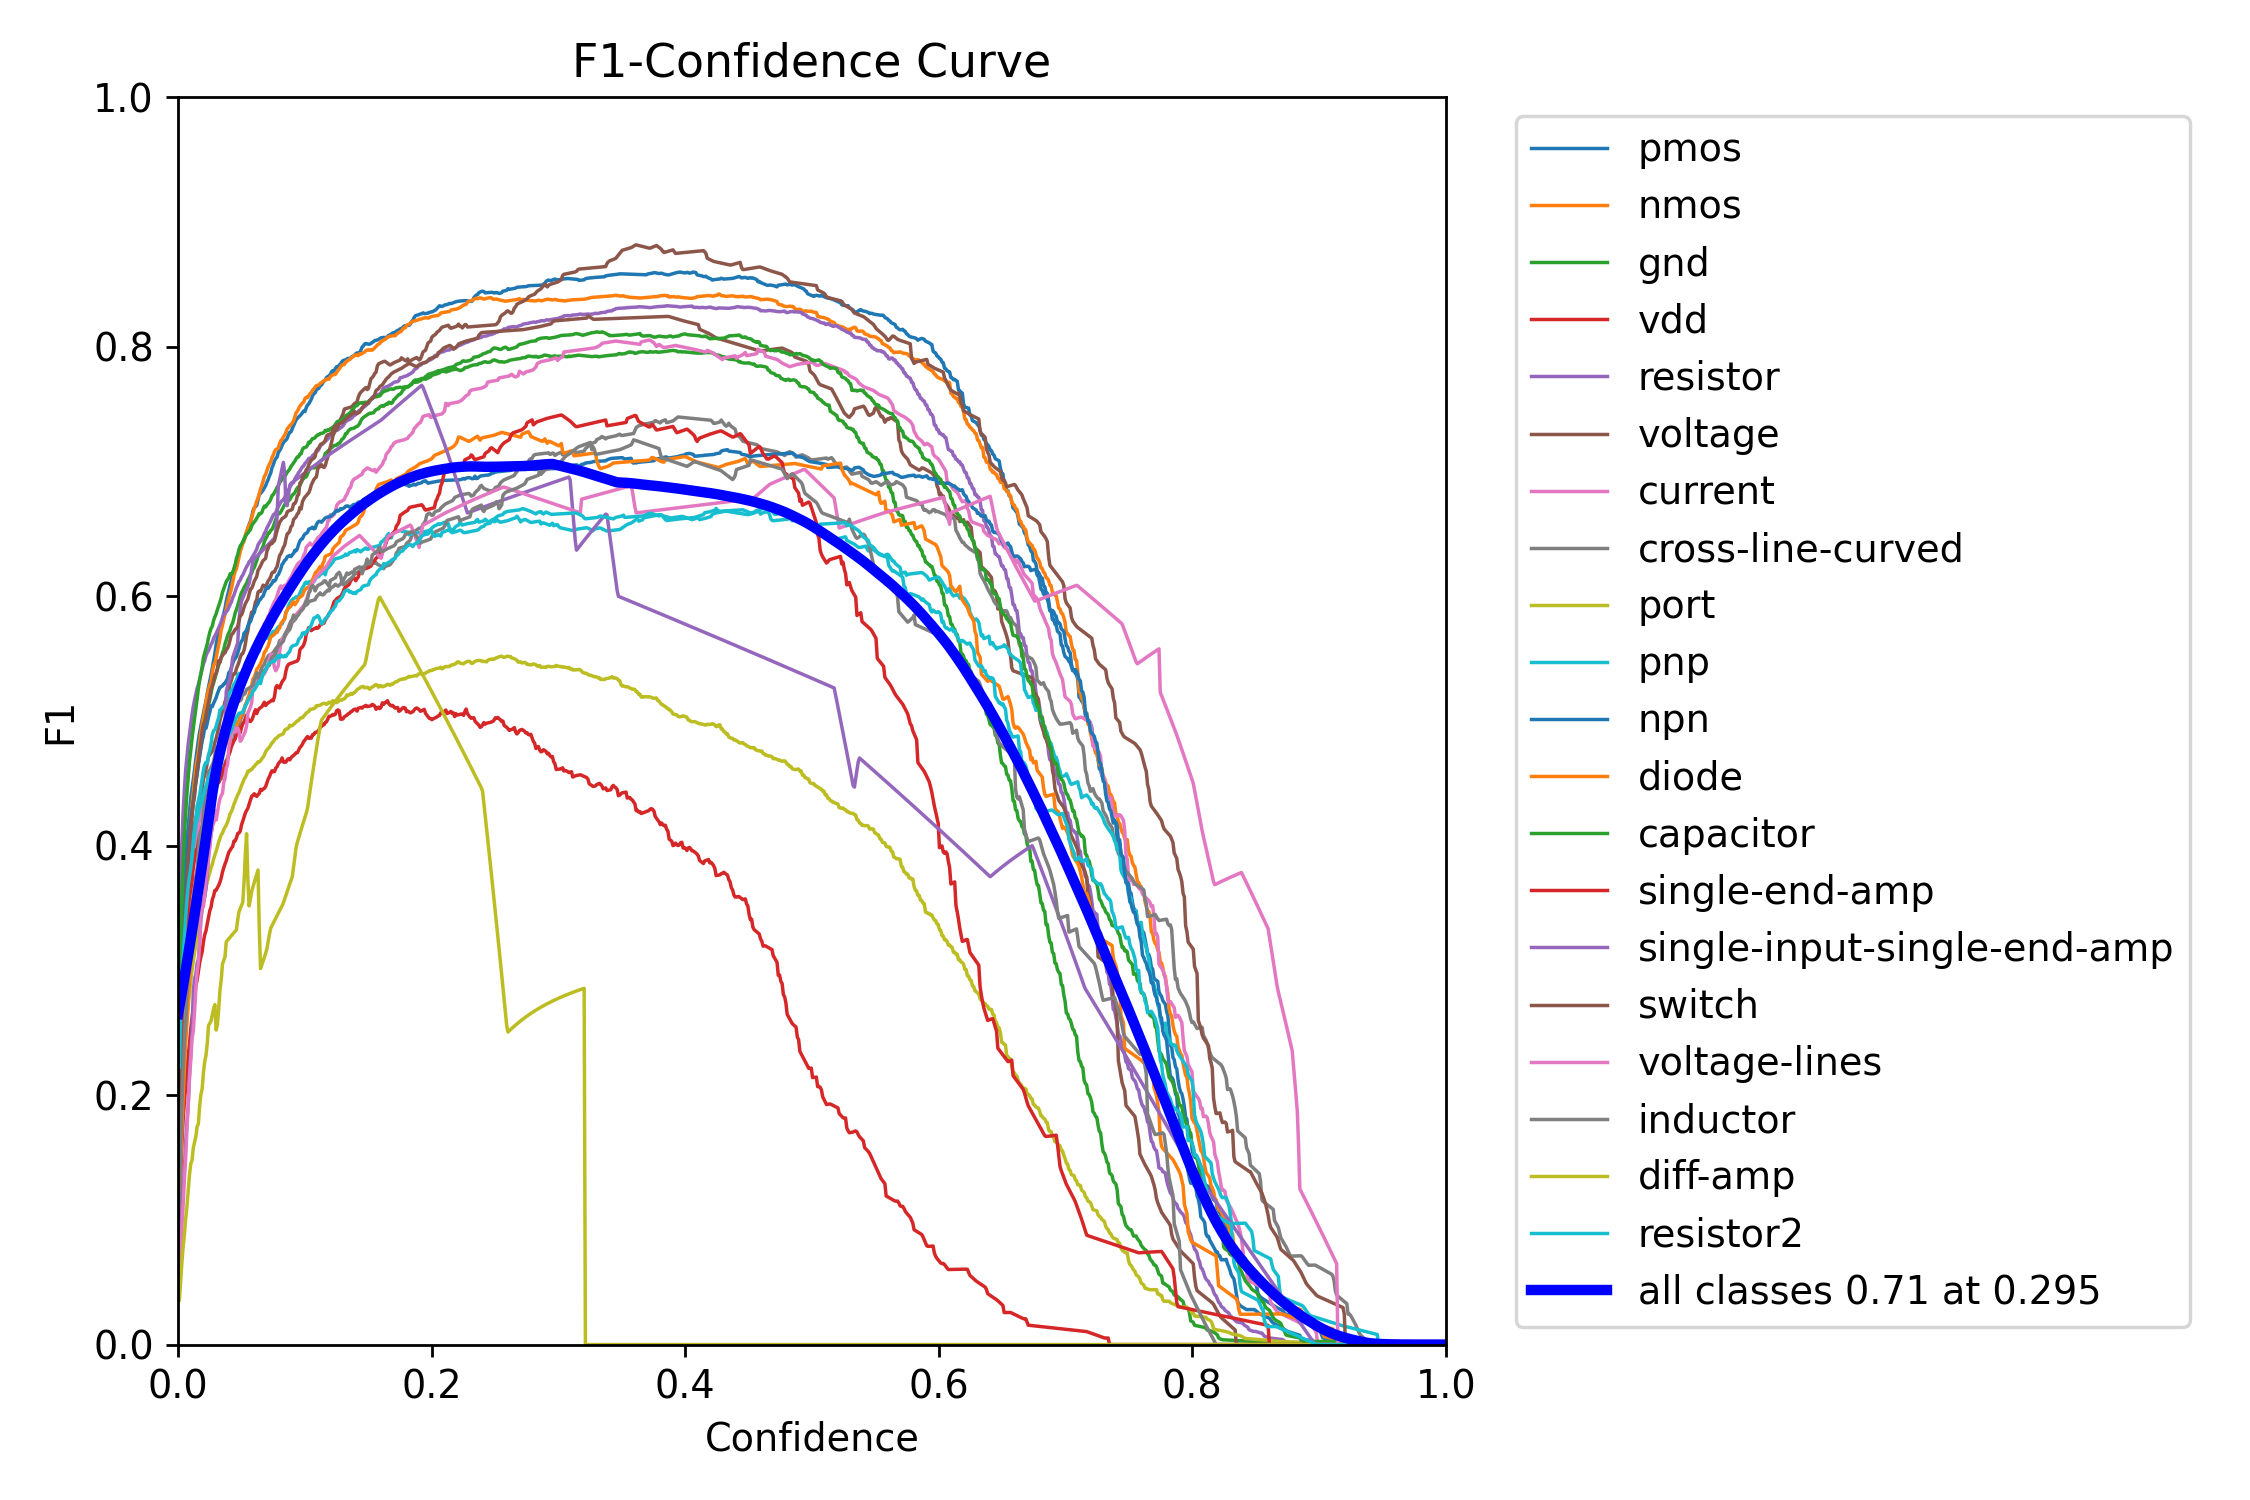 F1-Confidence Curve
1.0
0.8
0.6
0.4
0.2
0.0
F1
0.0 0.2 0.4 0.6 0.8 1.0
Confidence
pmos
nmos
gnd
vdd
resistor
voltage
current
cross-line-curved
port
pnp
npn
diode
capacitor
single-end-amp
single-input-single-end-amp
switch
voltage-lines
inductor
diff-amp
resistor2
all classes 0.71 at 0.295